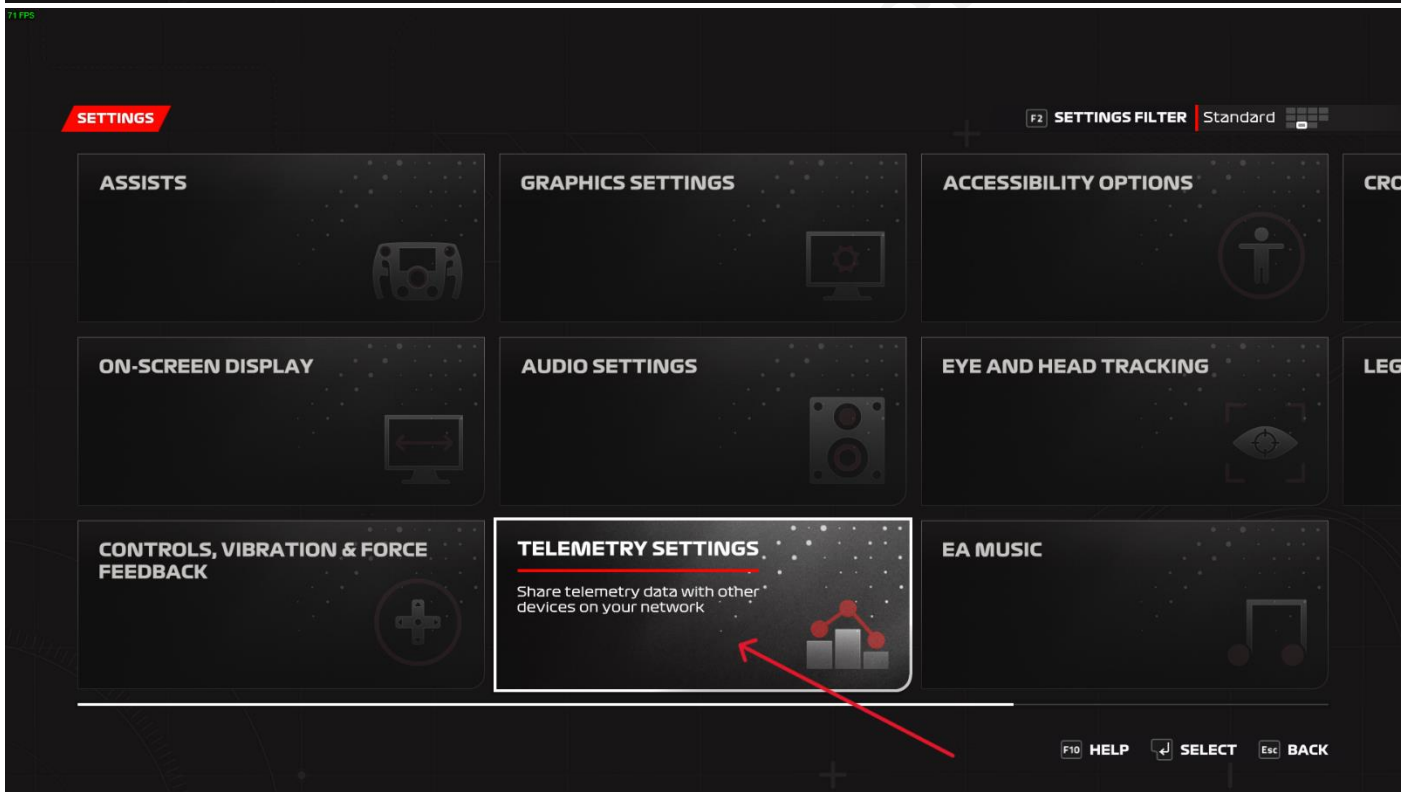 71 FPS
SETTINGS
F2 SETTINGS FILTER Standard
ASSISTS
GRAPHICS SETTINGS
ACCESSIBILITY OPTIONS
CRO
ON-SCREEN DISPLAY
AUDIO SETTINGS
EYE AND HEAD TRACKING
LEG
CONTROLS, VIBRATION & FORCE
FEEDBACK
TELEMETRY SETTINGS
Share telemetry data with other
devices on your network
EA MUSIC
F10 HELP
SELECT
Esc BACK